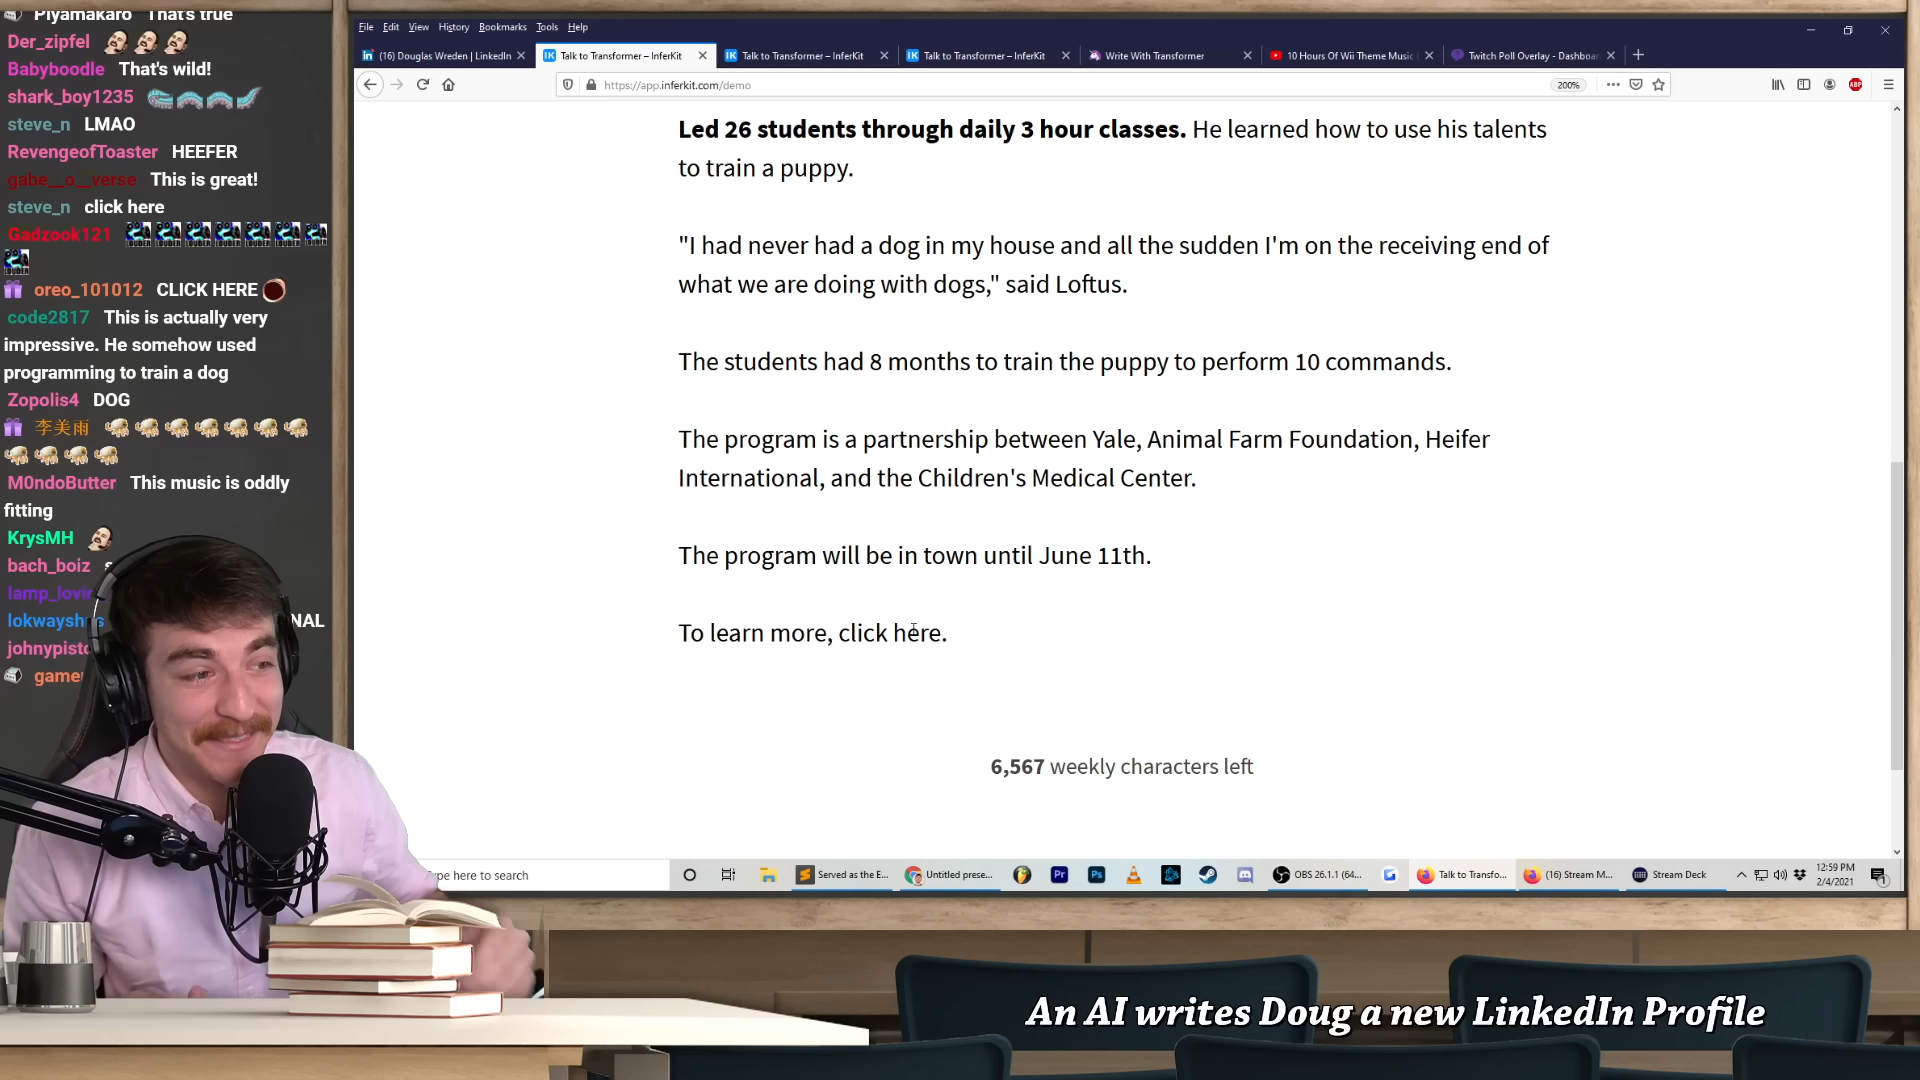 Piyamakaro That's true
Der_zipfel
Babyboodle That's wild!
shark_boy1235
steve_n LMAO
RevengeofToaster HEEFER
gabe__o__verse This is great!
steve_n click here
Gadzook121
oreo_101012 CLICK HERE
code2817 This is actually very
impressive. He somehow used
programming to train a dog
Zopolis4 DOG
李美雨
M0ndoButter This music is oddly
fitting
KrysMH
bach_boiz
lokwaysh
NAL
johnypist
game
File Edit View History Bookmarks Tools Help
(16) Douglas Wreden | LinkedIn
Talk to Transformer – InferKit
Talk to Transformer – InferKit
Talk to Transformer – InferKit
Write With Transformer
10 Hours Of Wii Theme Music
Twitch Poll Overlay - Dashboa
https://app.inferkit.com/demo
200%
ABP
Led 26 students through daily 3 hour classes. He learned how to use his talents
to train a puppy.
"I had never had a dog in my house and all the sudden I'm on the receiving end of
what we are doing with dogs," said Loftus.
The students had 8 months to train the puppy to perform 10 commands.
The program is a partnership between Yale, Animal Farm Foundation, Heifer
International, and the Children's Medical Center.
The program will be in town until June 11th.
To learn more, click here.
6,567 weekly characters left
ype here to search
Served as the E...
Untitled prese...
Pr
Ps
OBS 26.1.1 (64...
Talk to Transfo...
(16) Stream M...
Stream Deck
12:59 PM
2/4/2021
An AI writes Doug a new LinkedIn Profile